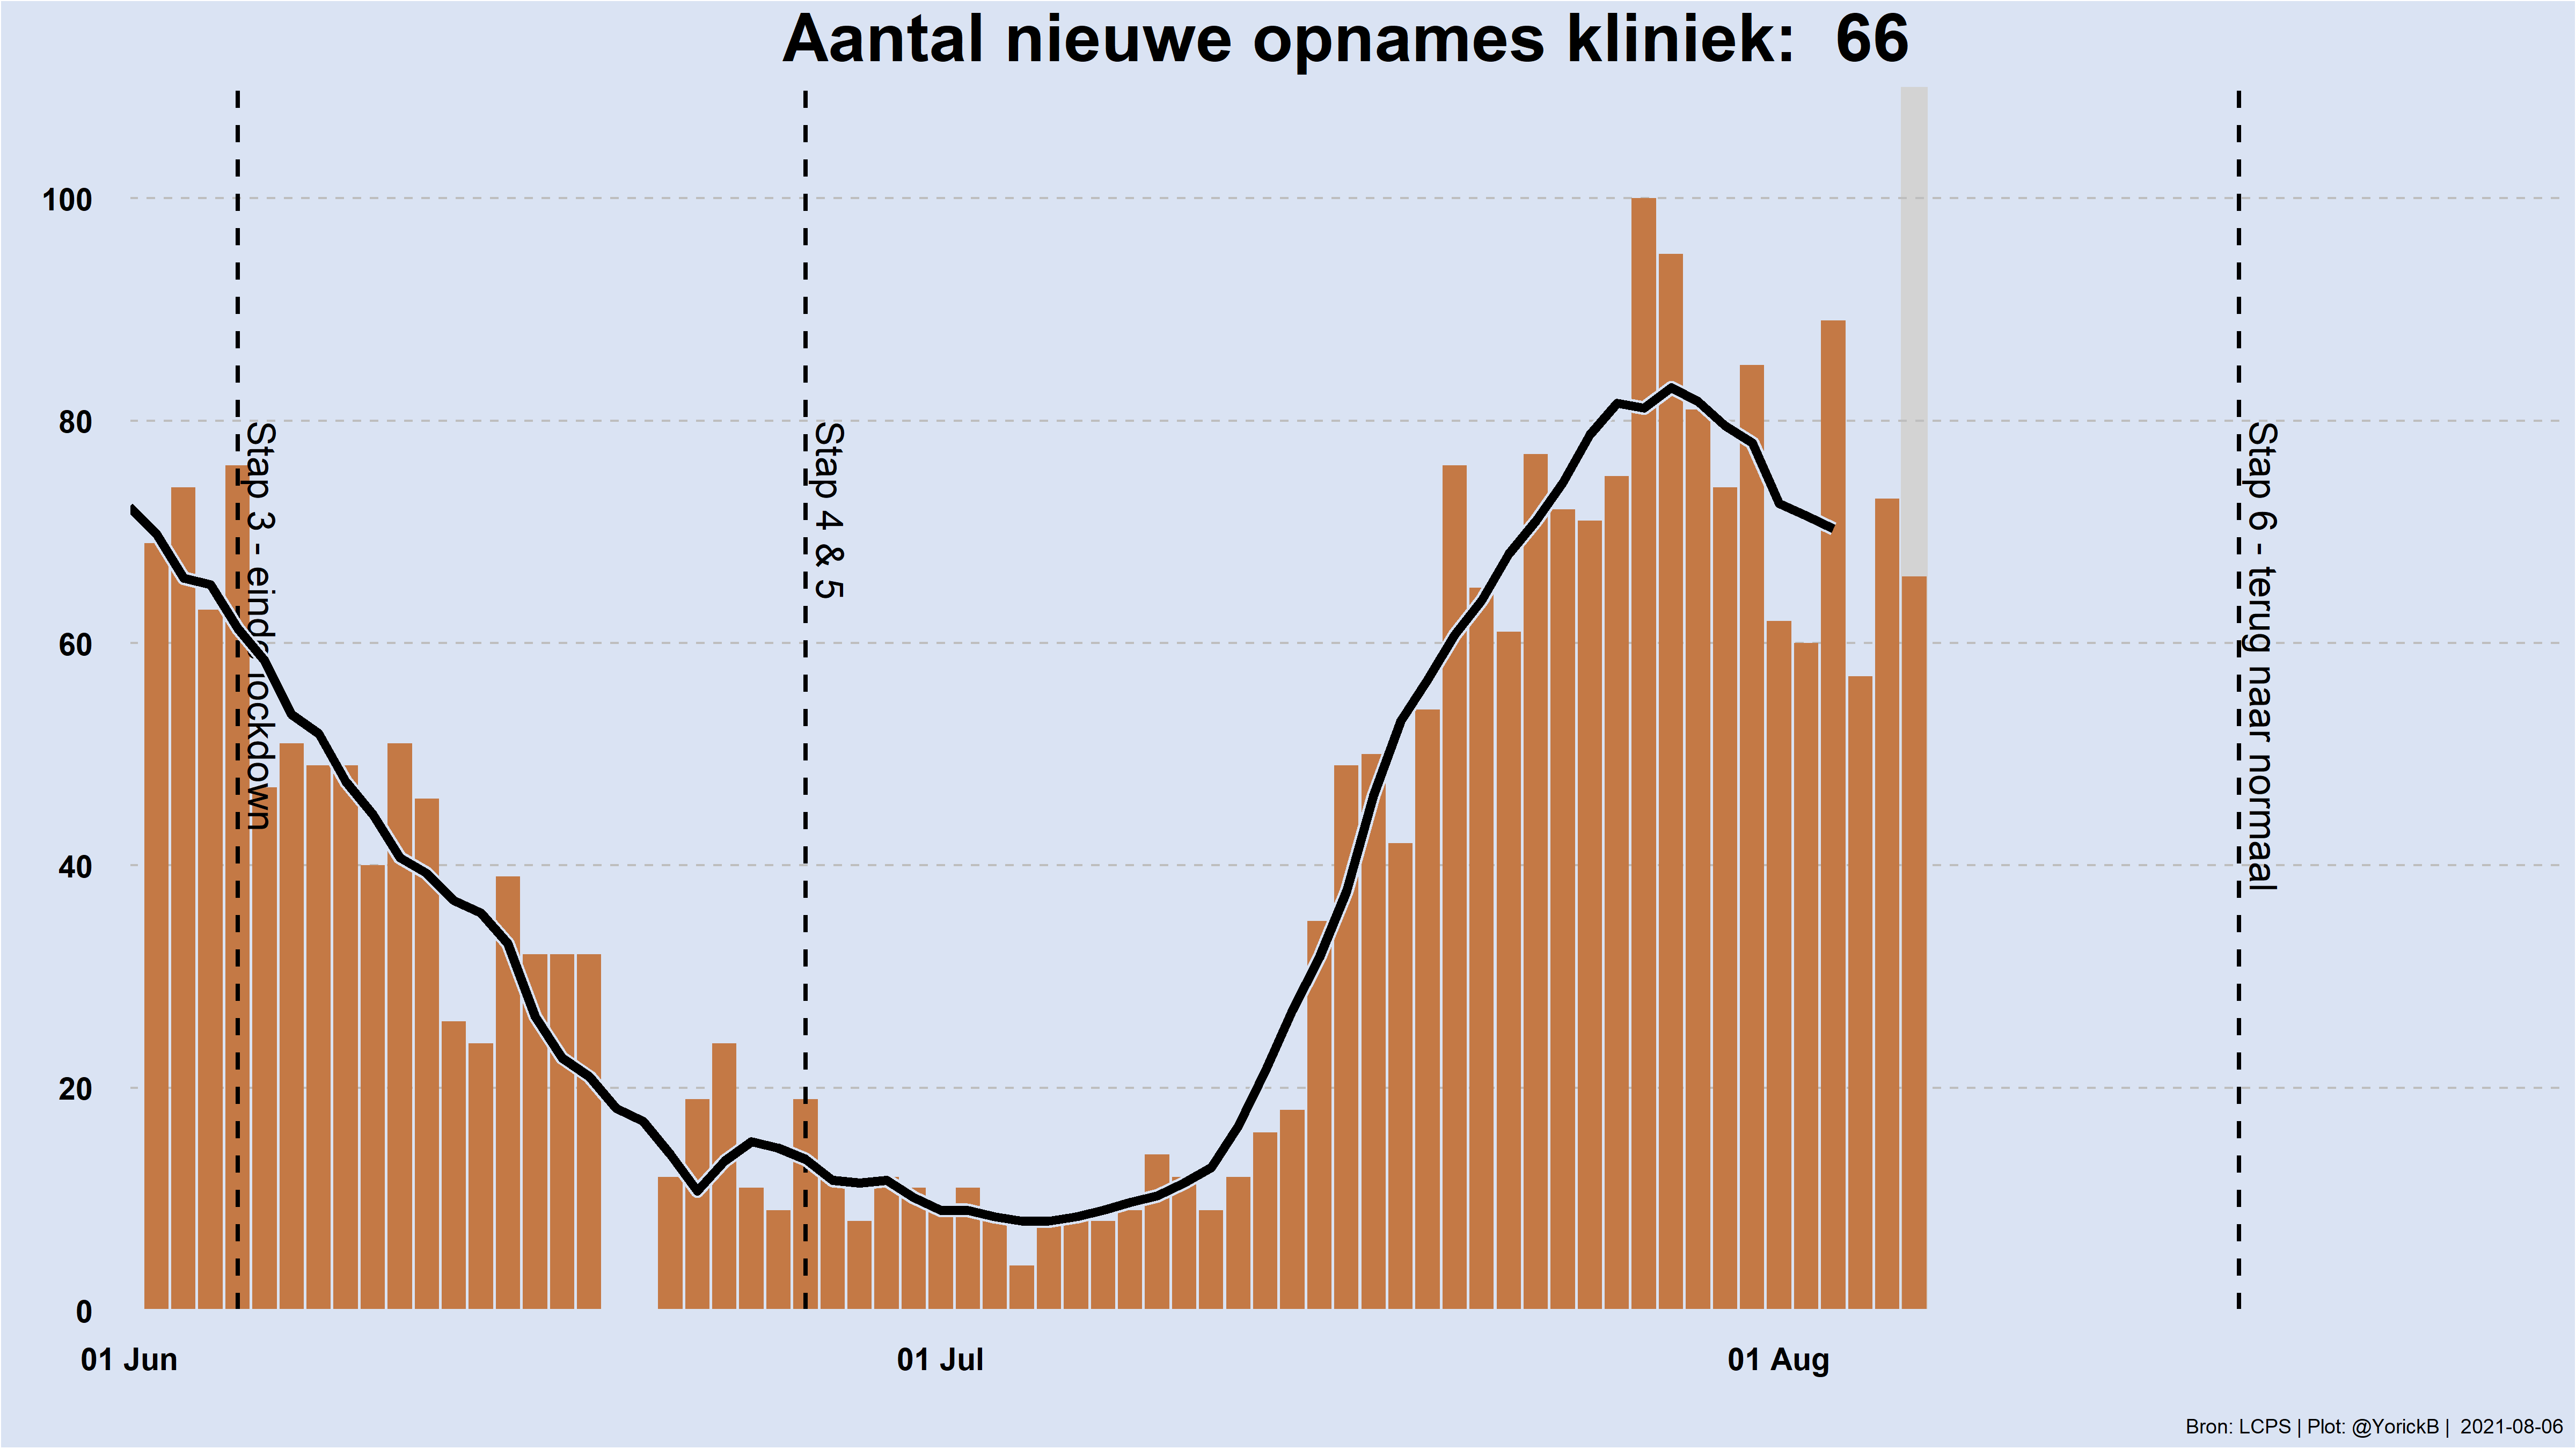 Aantal nieuwe opnames kliniek:  66
100
80
60
40
20
0
Stap 3 - einde lockdown
Stap 4 & 5
Stap 6 - terug naar normaal
01 Jun
01 Jul
01 Aug
Bron: LCPS | Plot: @YorickB |  2021-08-06